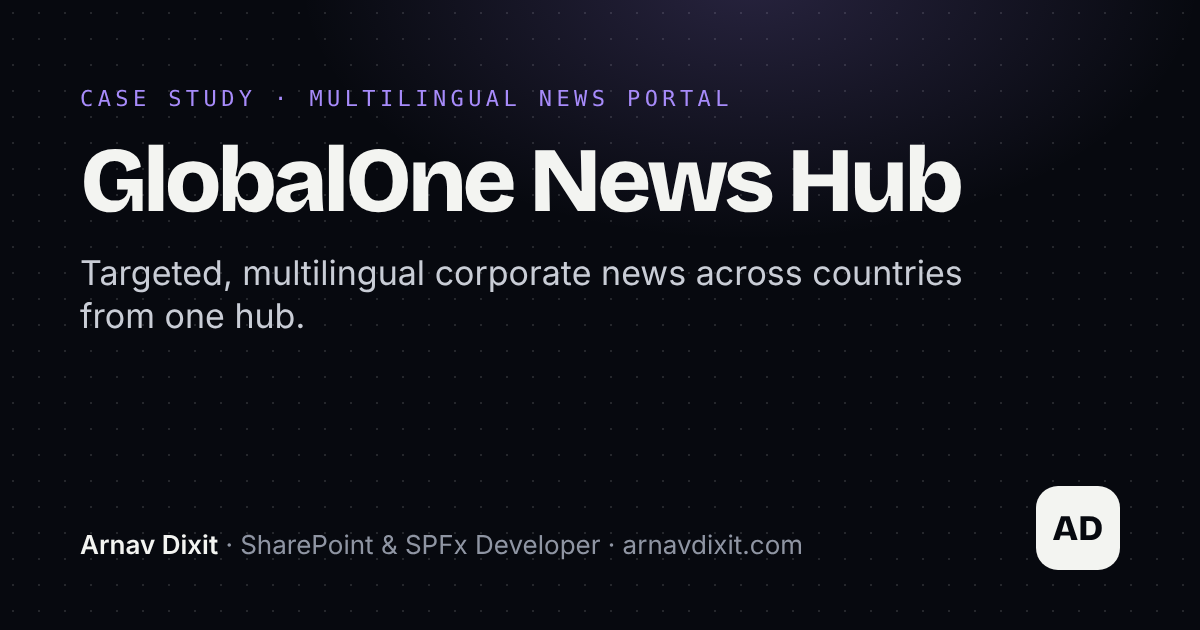 CASE STUDY · MULTILINGUAL NEWS PORTAL
GlobalOne News Hub
Targeted, multilingual corporate news across countries
from one hub.
Arnav Dixit · SharePoint & SPFx Developer · arnavdixit.com
AD